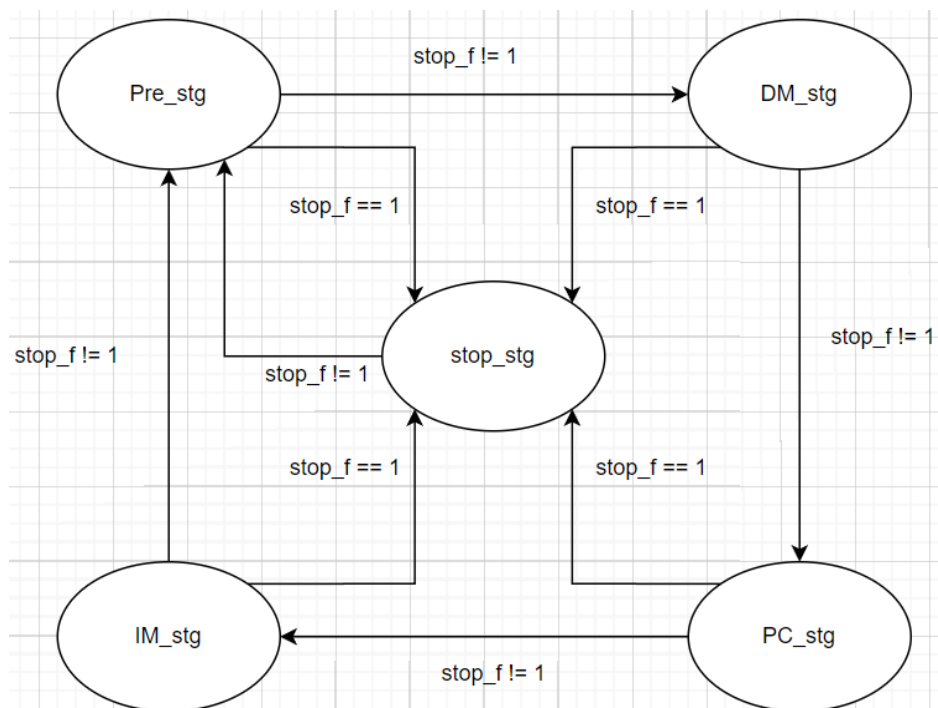 stop_f != 1
Pre_stg
DM_stg
stop_f == 1
stop_f == 1
stop_f != 1
stop_f != 1
stop_stg
stop_f != 1
stop_f == 1
stop_f == 1
IM_stg
PC_stg
stop_f != 1